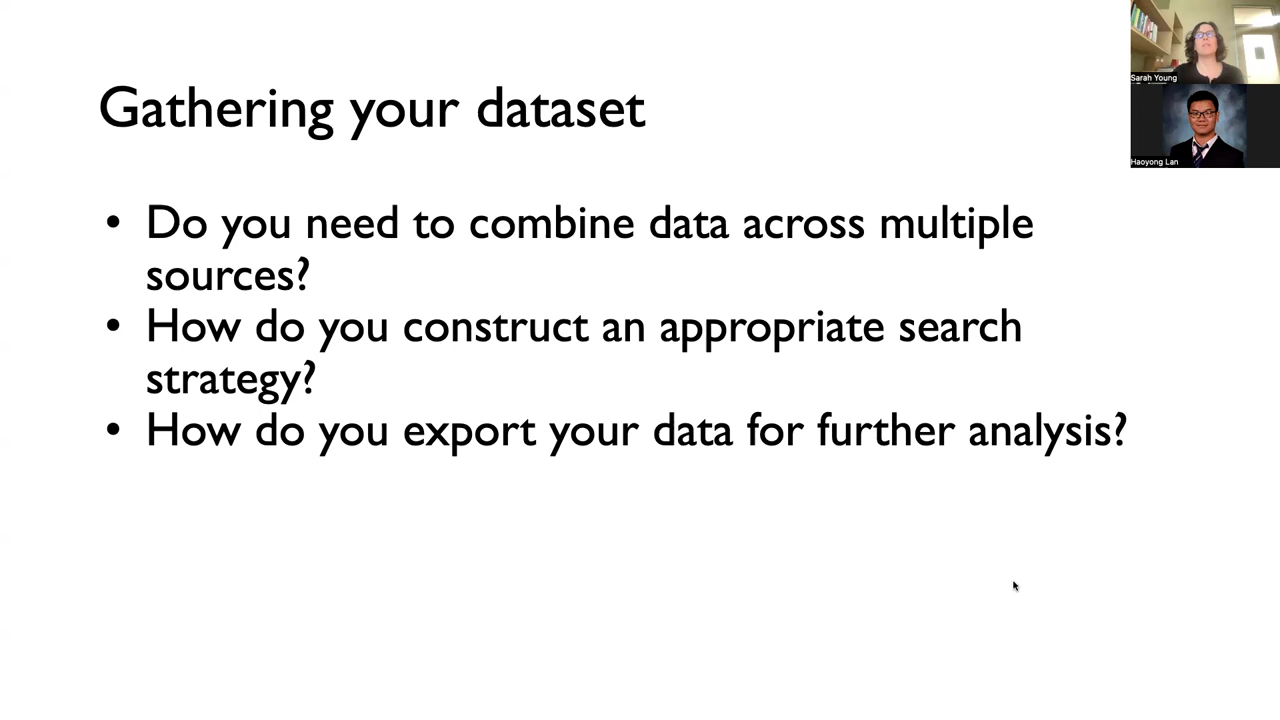 Gathering your dataset
• Do you need to combine data across multiple
sources?
• How do you construct an appropriate search
strategy?
• How do you export your data for further analysis?
Sarah Young
Haoyong Lan